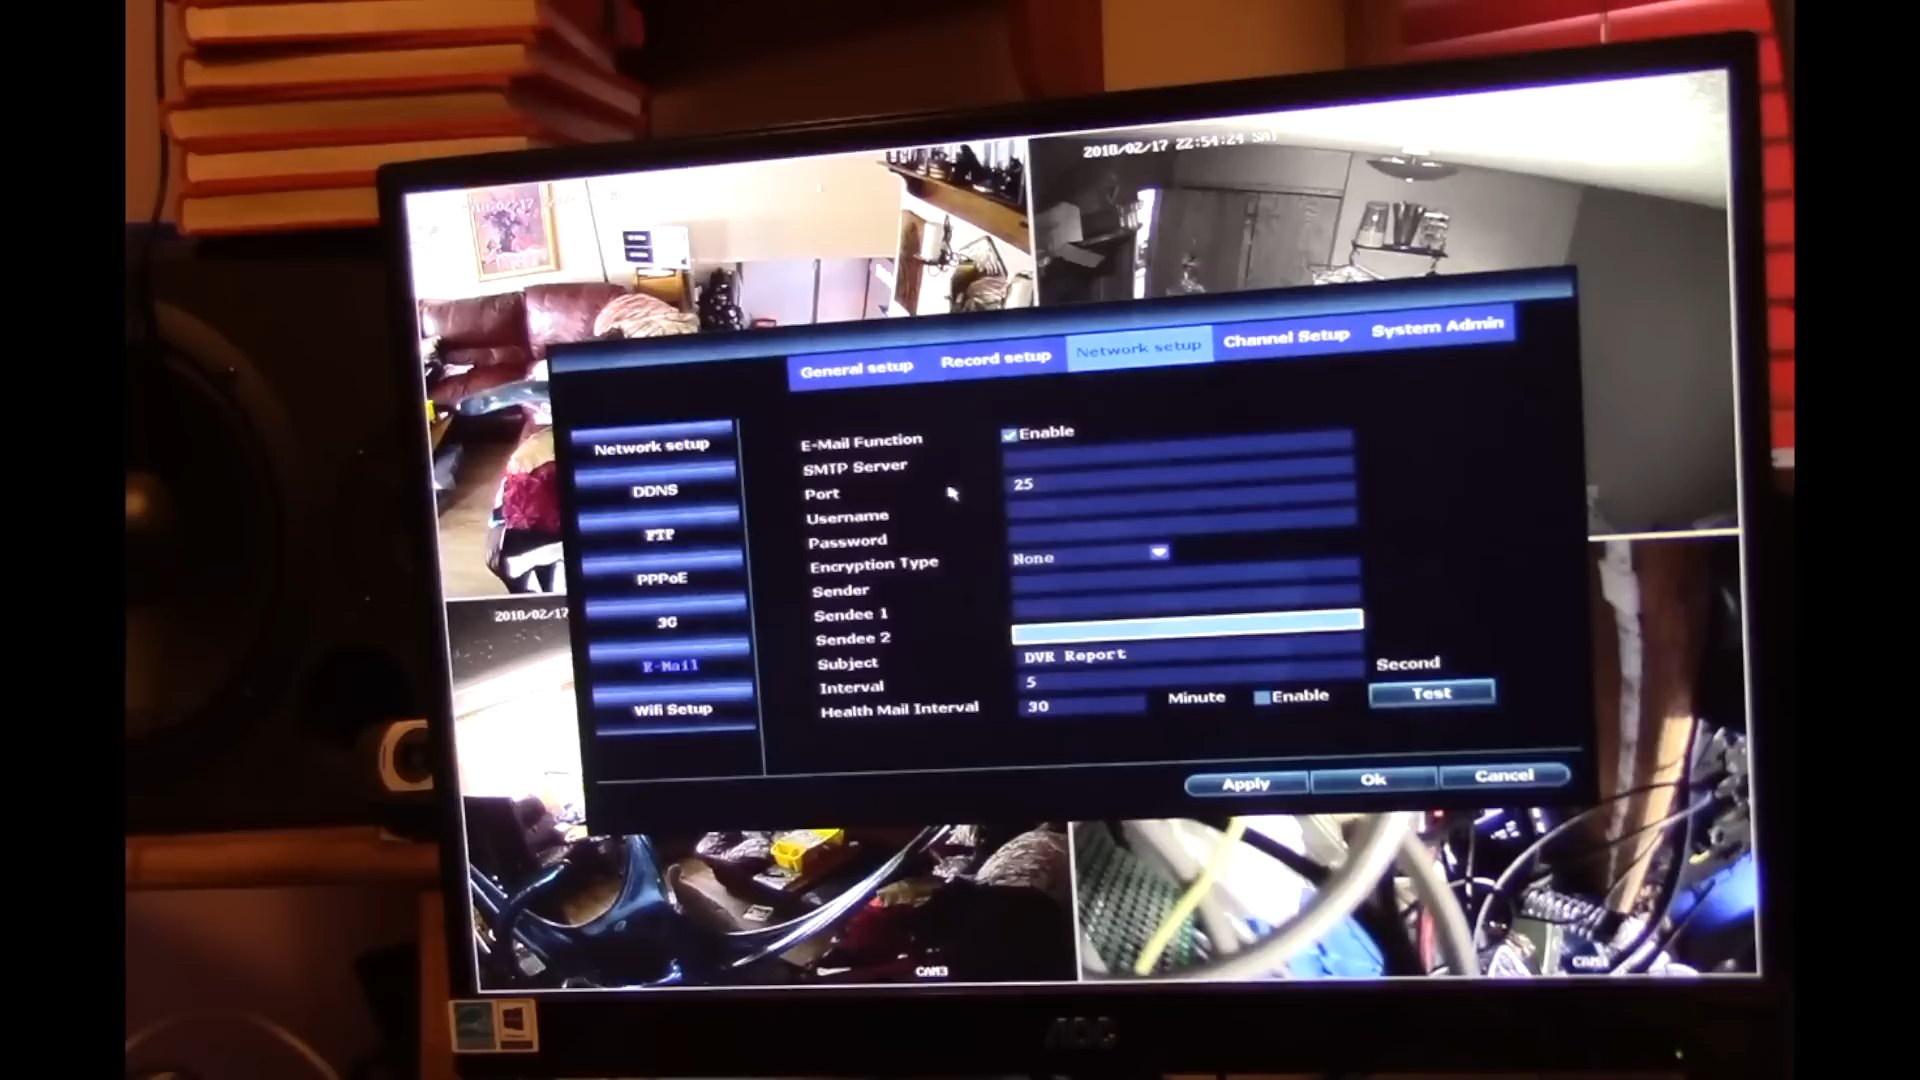 2018/02/17 22:54:24 SAT
General setup Record setup Network setup Channel Setup System Admin
Network setup
DDNS
FTP
PPPoE
3G
E-Mail
Wifi Setup
E-Mail Function Enable
SMTP Server
Port 25
Username
Password
Encryption Type None
Sender
Sendee 1
Sendee 2
Subject DVR Report
Interval 5 Second
Health Mail Interval 30 Minute Enable Test
Apply Ok Cancel
2018/02/17
CAM3
AOC